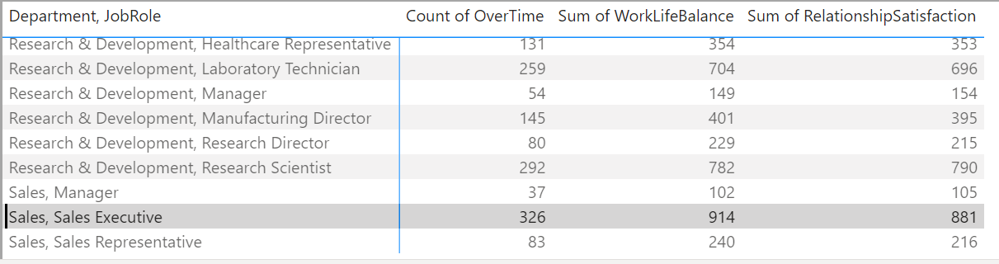 Department, JobRole Count of OverTime Sum of WorkLifeBalance Sum of RelationshipSatisfaction
Research & Development, Healthcare Representative 131 354 353
Research & Development, Laboratory Technician 259 704 696
Research & Development, Manager 54 149 154
Research & Development, Manufacturing Director 145 401 395
Research & Development, Research Director 80 229 215
Research & Development, Research Scientist 292 782 790
Sales, Manager 37 102 105
Sales, Sales Executive 326 914 881
Sales, Sales Representative 83 240 216